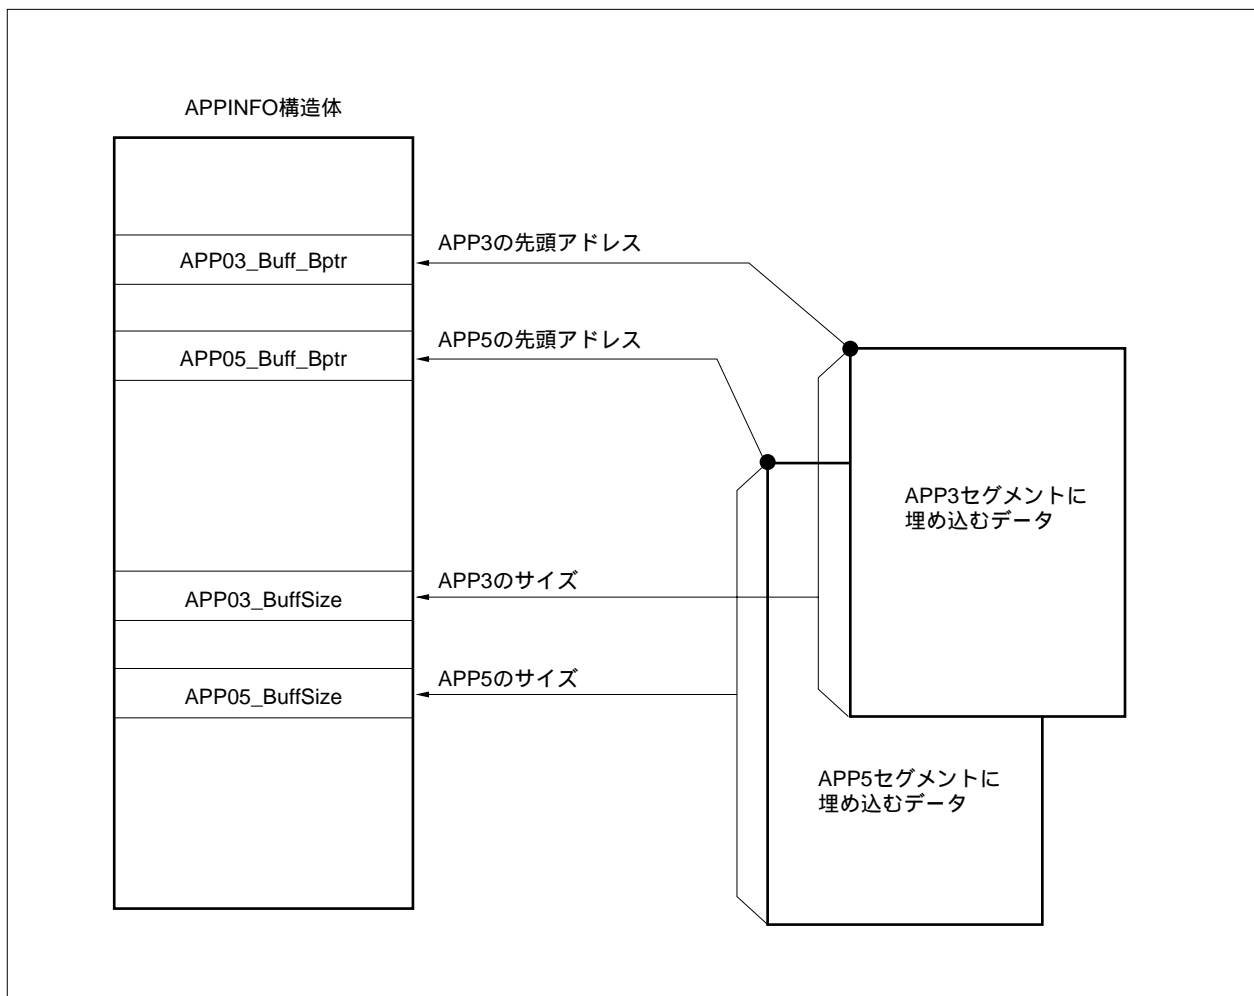 APPINFO構造体
APP3の先頭アドレス
APP03_Buff_Bptr
APP5の先頭アドレス
APP05_Buff_Bptr
APP3セグメントに
埋め込むデータ
APP3のサイズ
APP03_BuffSize
APP5のサイズ
APP05_BuffSize
APP5セグメントに
埋め込むデータ